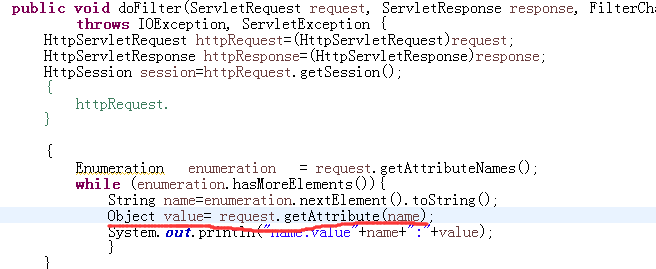 public void doFilter(ServletRequest request, ServletResponse response, FilterCha
throws IOException, ServletException {
HttpServletRequest httpRequest=(HttpServletRequest)request;
HttpServletResponse httpResponse=(HttpServletResponse)response;
HttpSession session=httpRequest.getSession();
{
httpRequest.
}
{
Enumeration enumeration = request.getAttributeNames();
while (enumeration.hasMoreElements()){
String name=enumeration.nextElement().toString();
Object value= request.getAttribute(name);
System.out.println("name:value"+name+":"+value);
}
}